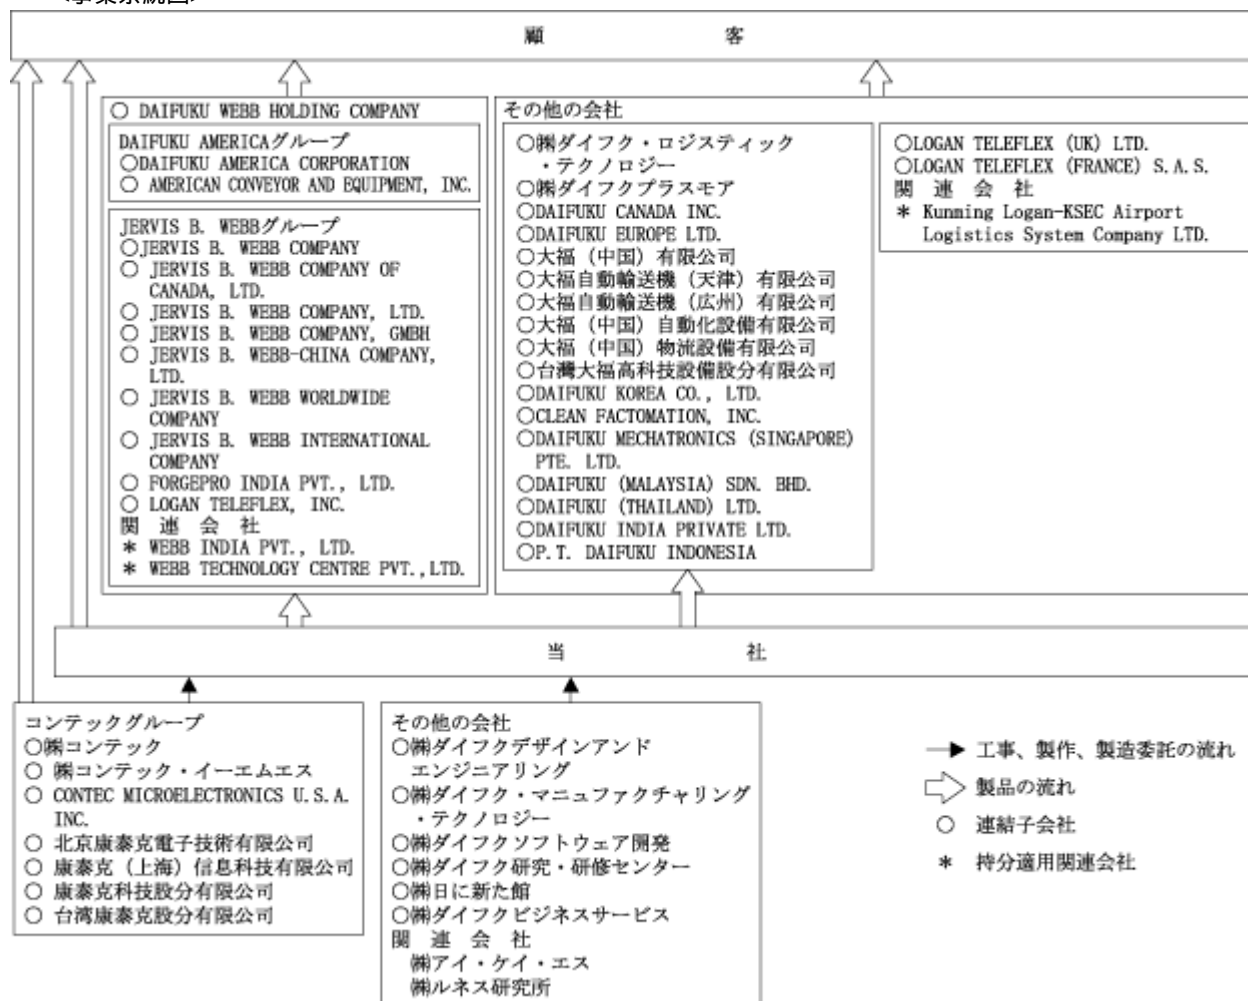 顧 客
○ DAIFUKU WEBB HOLDING COMPANY
DAIFUKU AMERICAグループ
○DAIFUKU AMERICA CORPORATION
○ AMERICAN CONVEYOR AND EQUIPMENT, INC.
JERVIS B. WEBBグループ
○JERVIS B. WEBB COMPANY
○ JERVIS B. WEBB COMPANY OF
CANADA, LTD.
○ JERVIS B. WEBB COMPANY, LTD.
○ JERVIS B. WEBB COMPANY, GMBH
○ JERVIS B. WEBB-CHINA COMPANY,
LTD.
○ JERVIS B. WEBB WORLDWIDE
COMPANY
○ JERVIS B. WEBB INTERNATIONAL
COMPANY
○ FORGEPRO INDIA PVT., LTD.
○ LOGAN TELEFLEX, INC.
関 連 会 社
* WEBB INDIA PVT., LTD.
* WEBB TECHNOLOGY CENTRE PVT.,LTD.
その他の会社
○㈱ダイフク・ロジスティック
・テクノロジー
○㈱ダイフクプラスモア
○DAIFUKU CANADA INC.
○DAIFUKU EUROPE LTD.
○大福（中国）有限公司
○大福自動輸送機（天津）有限公司
○大福自動輸送機（広州）有限公司
○大福（中国）自動化設備有限公司
○大福（中国）物流設備有限公司
○台灣大福高科技設備股分有限公司
○DAIFUKU KOREA CO., LTD.
○CLEAN FACTOMATION, INC.
○DAIFUKU MECHATRONICS (SINGAPORE)
PTE. LTD.
○DAIFUKU (MALAYSIA) SDN. BHD.
○DAIFUKU (THAILAND) LTD.
○DAIFUKU INDIA PRIVATE LTD.
○P.T. DAIFUKU INDONESIA
○LOGAN TELEFLEX (UK) LTD.
○LOGAN TELEFLEX (FRANCE) S.A.S.
関 連 会 社
* Kunming Logan-KSEC Airport
Logistics System Company LTD.
当 社
コンテックグループ
○㈱コンテック
○ ㈱コンテック・イーエムエス
○ CONTEC MICROELECTRONICS U.S.A.
INC.
○ 北京康泰克電子技術有限公司
○ 康泰克（上海）信息科技有限公司
○ 康泰克科技股分有限公司
○ 台湾康泰克股分有限公司
その他の会社
○㈱ダイフクデザインアンド
エンジニアリング
○㈱ダイフク・マニュファクチャリング
・テクノロジー
○㈱ダイフクソフトウェア開発
○㈱ダイフク研究・研修センター
○㈱日に新た館
○㈱ダイフクビジネスサービス
関 連 会 社
㈱アイ・ケイ・エス
㈱ルネス研究所
工事、製作、製造委託の流れ
製品の流れ
○ 連結子会社
* 持分適用関連会社